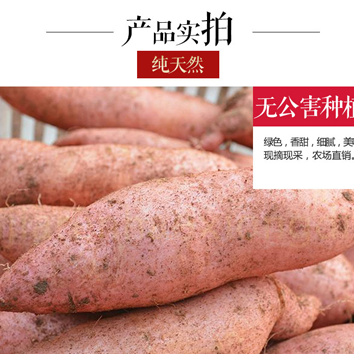 产品实拍
纯天然
无公害种植
绿色，香甜，细腻，美
现摘现采，农场直销。